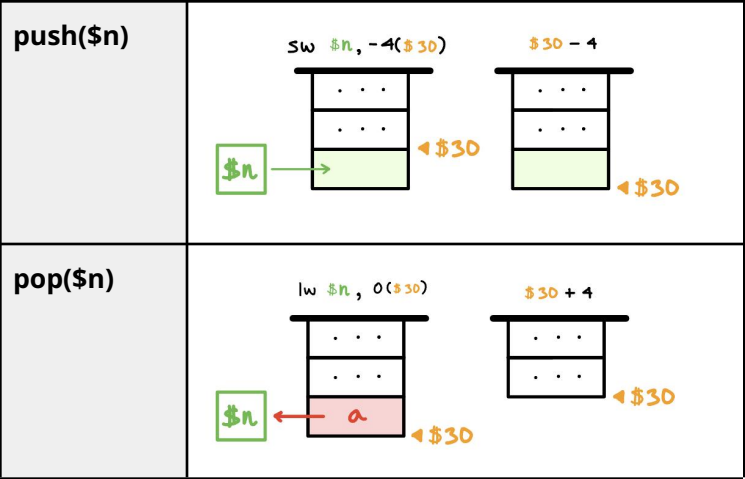 push($n)
sw $n, -4($30)
$30 - 4
. . .
. . .
. . .
. . .
$30
$n
$30
pop($n)
lw $n, 0($30)
$30 + 4
. . .
. . .
. . .
. . .
$30
$n
a
$30